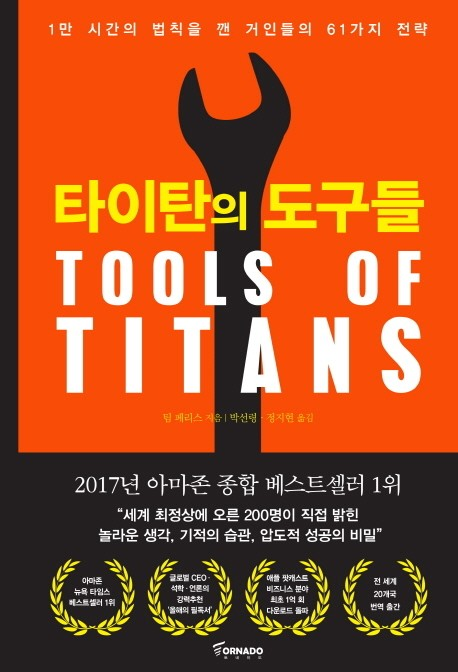 1만 시간의 법칙을 깬 거인들의 61가지 전략
타이탄의 도구들
TOOLS OF
TITANS
팀 페리스 지음 | 박선령 · 정지현 옮김
2017년 아마존 종합 베스트셀러 1위
“세계 최정상에 오른 200명이 직접 밝힌
놀라운 생각, 기적의 습관, 압도적 성공의 비밀”
아마존
뉴욕 타임스
베스트셀러 1위
글로벌 CEO·
석학·언론의
강력추천
‘올해의 필독서’
애플 팟캐스트
비즈니스 분야
최초 1억 회
다운로드 돌파
전 세계
20개국
번역 출간
TORNADO
토네이도